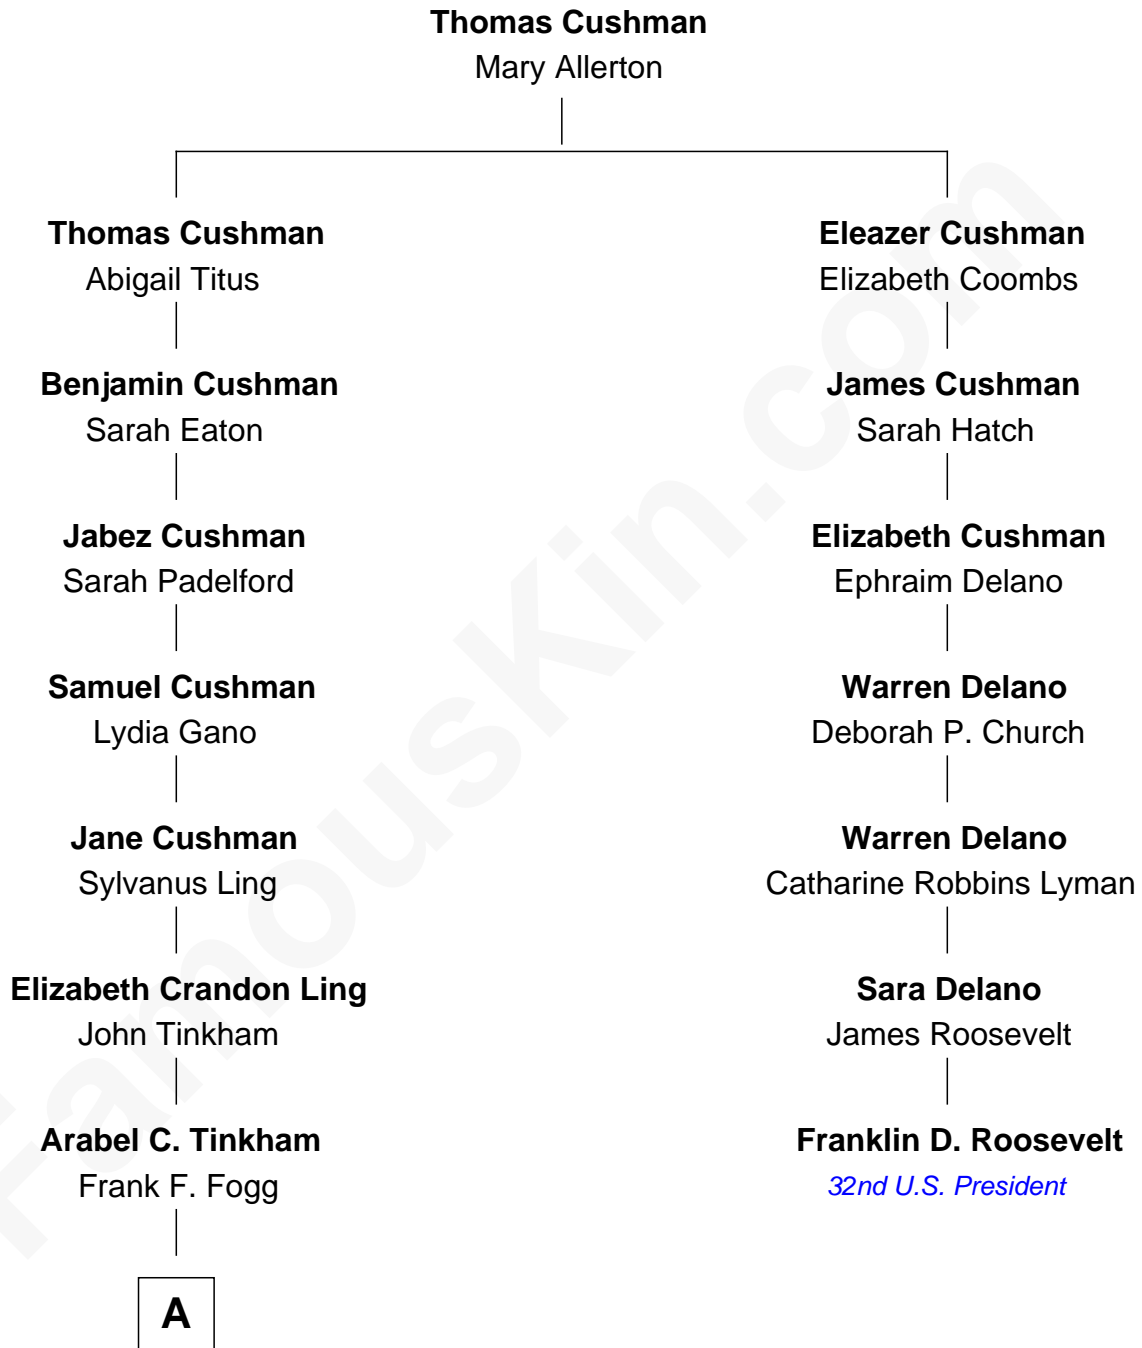 Thomas Cushman
Mary Allerton
Thomas Cushman
Abigail Titus
Benjamin Cushman
Sarah Eaton
Jabez Cushman
Sarah Padelford
Samuel Cushman
Lydia Gano
Jane Cushman
Sylvanus Ling
Elizabeth Crandon Ling
John Tinkham
Arabel C. Tinkham
Frank F. Fogg
A
Eleazer Cushman
Elizabeth Coombs
James Cushman
Sarah Hatch
Elizabeth Cushman
Ephraim Delano
Warren Delano
Deborah P. Church
Warren Delano
Catharine Robbins Lyman
Sara Delano
James Roosevelt
Franklin D. Roosevelt
32nd U.S. President
FamousKin.com